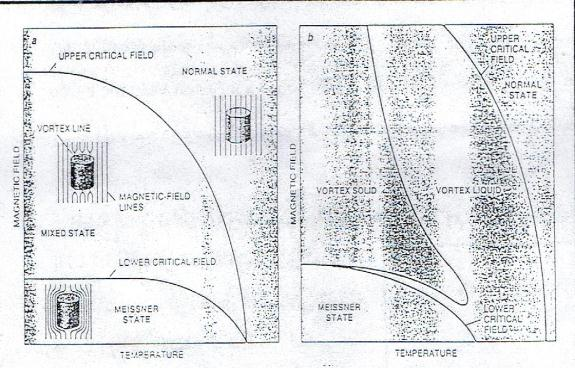 a
UPPER CRITICAL FIELD
NORMAL STATE
VORTEX LINE
MAGNETIC-FIELD
LINES
MIXED STATE
LOWER CRITICAL FIELD
MEISSNER
STATE
MAGNETIC FIELD
TEMPERATURE
b
UPPER
CRITICAL
FIELD
NORMAL
STATE
VORTEX SOLID
VORTEX LIQUID
MEISSNER
STATE
LOWER
CRITICAL
FIELD
MAGNETIC FIELD
TEMPERATURE